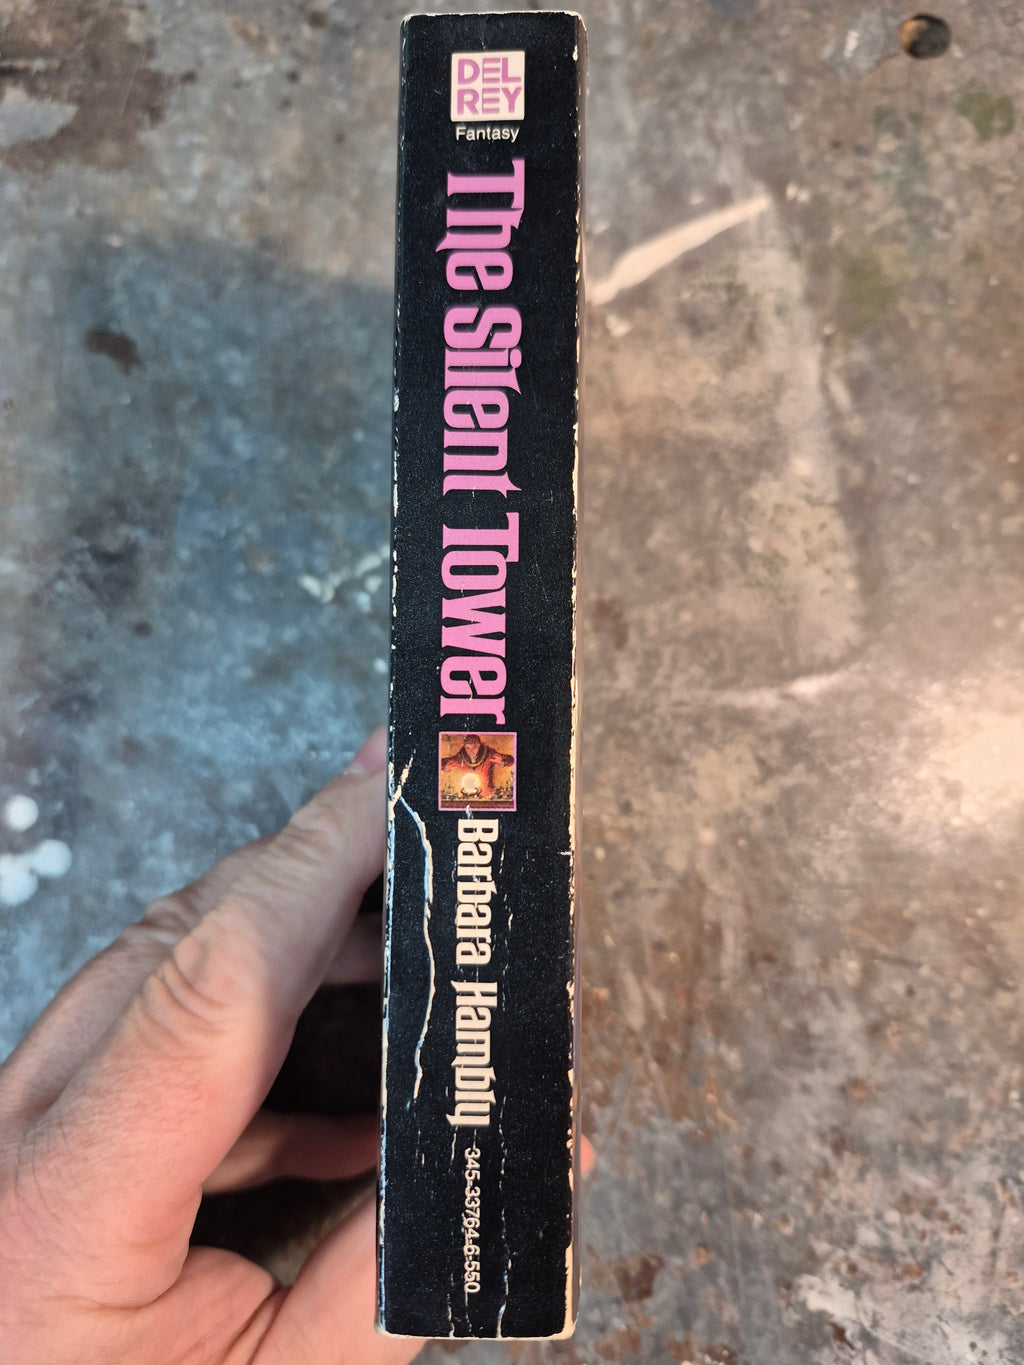 DEL
REY
Fantasy
The Silent Tower
Barbara Hambly
345-33764-6-550